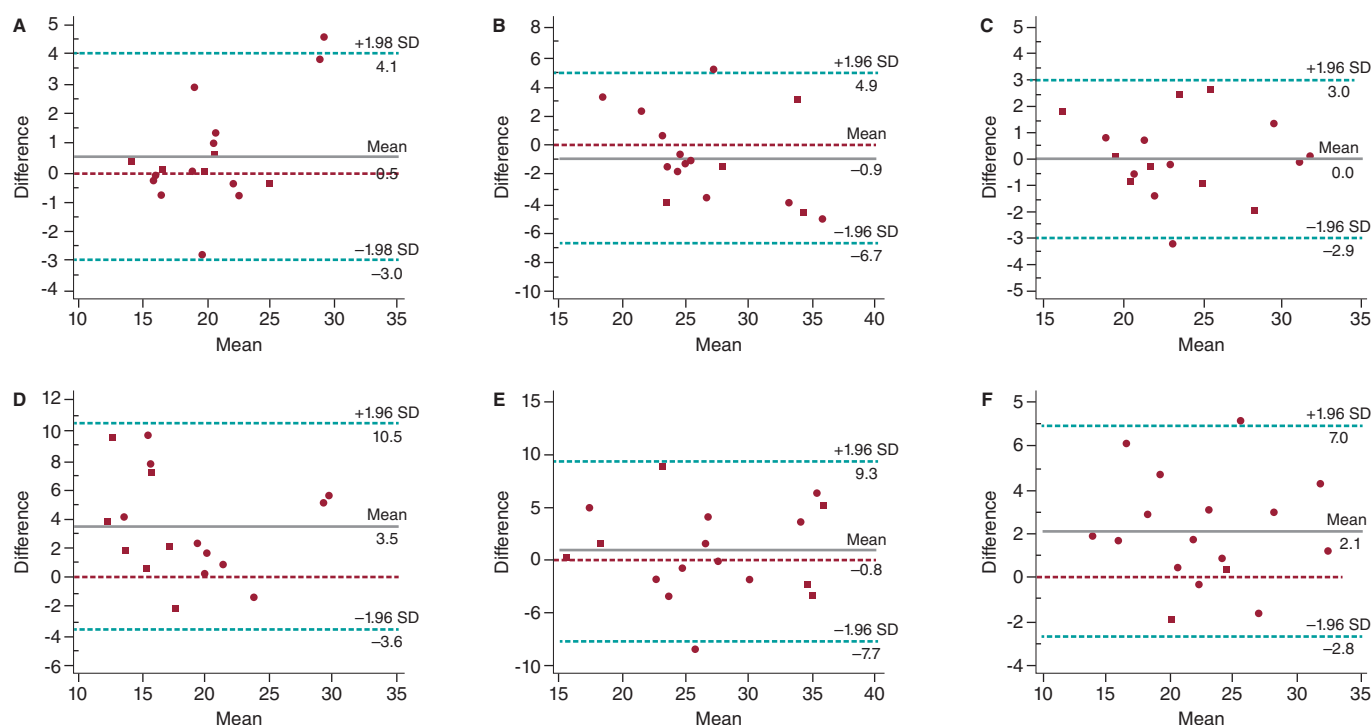 A
Difference
5
4
3
2
1
0
-1
-2
-3
-4
+1.98 SD
4.1
Mean
0.5
–1.98 SD
–3.0
10 15 20 25 30 35
Mean
B
Difference
8
6
4
2
0
-2
-4
-6
-8
-10
+1.96 SD
4.9
Mean
–0.9
–1.96 SD
–6.7
15 20 25 30 35 40
Mean
C
Difference
5
4
3
2
1
0
-1
-2
-3
-4
-5
+1.96 SD
3.0
Mean
0.0
–1.96 SD
–2.9
15 20 25 30 35
Mean
D
Difference
12
10
8
6
4
2
0
-2
-4
-6
+1.96 SD
10.5
Mean
3.5
–1.96 SD
–3.6
10 15 20 25 30 35
Mean
E
Difference
15
10
5
0
-6
-10
+1.96 SD
9.3
Mean
–0.8
–1.96 SD
–7.7
15 20 25 30 35 40
Mean
F
Difference
5
6
4
2
0
-2
-4
+1.96 SD
7.0
Mean
2.1
–1.96 SD
–2.8
10 15 20 25 30 35
Mean